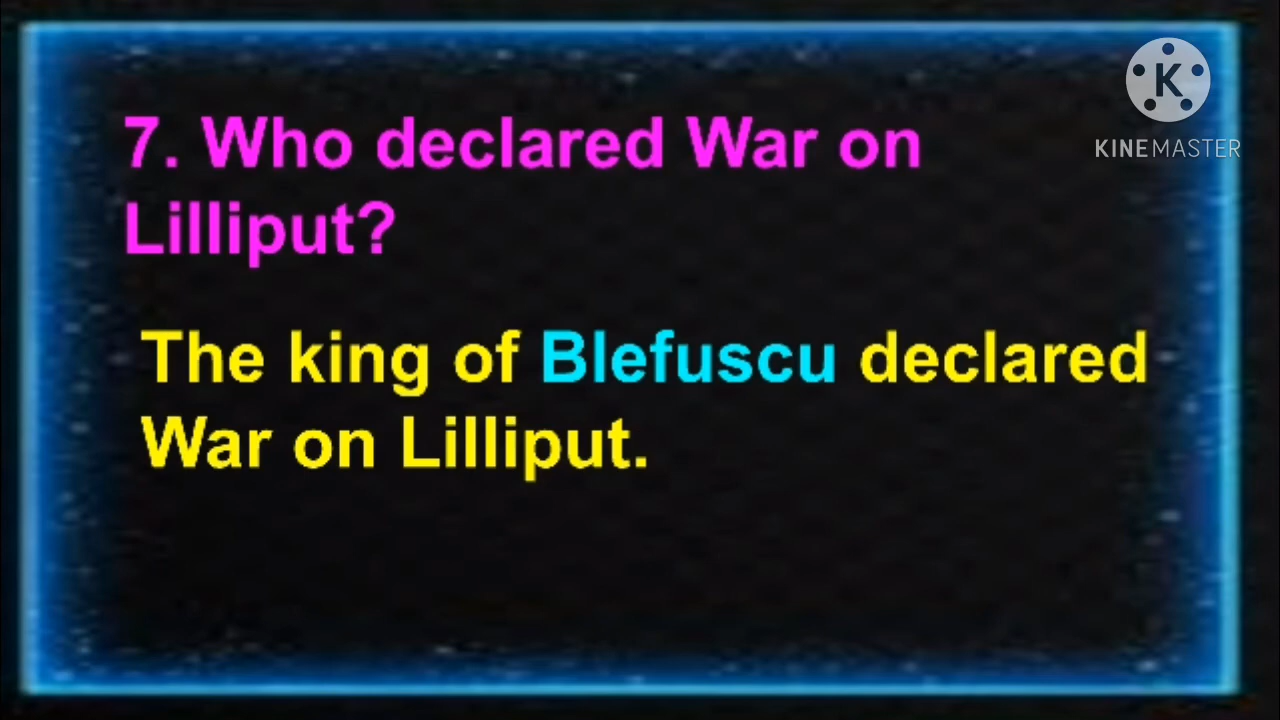 K
KINEMASTER
7. Who declared War on
Lilliput?
The king of Blefuscu declared
War on Lilliput.